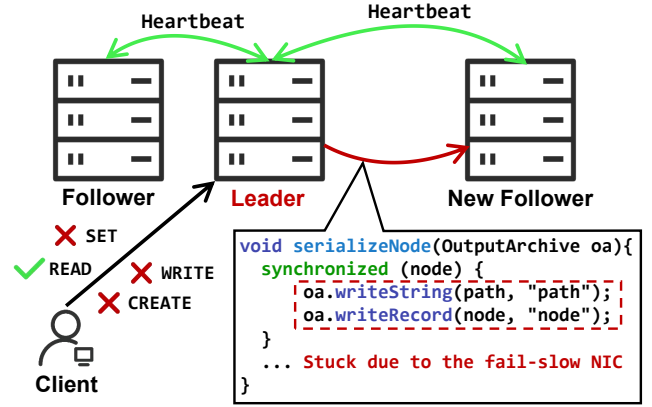 Heartbeat
Heartbeat
Follower
Leader
New Follower
SET
READ
WRITE
CREATE
Client
void serializeNode(OutputArchive oa){
synchronized (node) {
oa.writeString(path, "path");
oa.writeRecord(node, "node");
}
... Stuck due to the fail-slow NIC
}